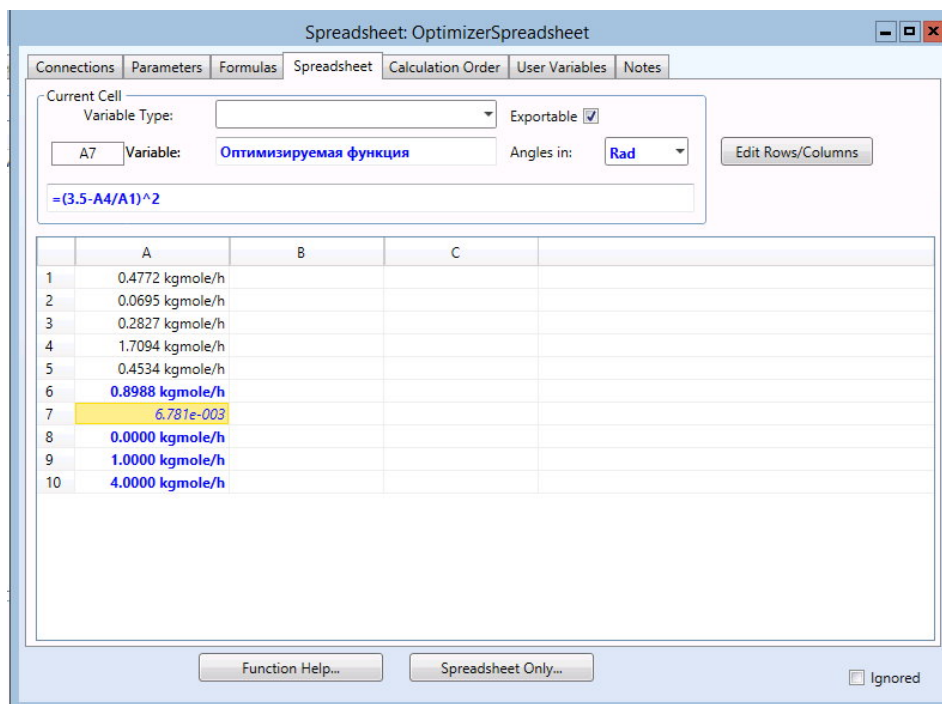 Spreadsheet: OptimizerSpreadsheet
Connections Parameters Formulas Spreadsheet Calculation Order User Variables Notes
Current Cell
Variable Type: Exportable
A7 Variable: Оптимизируемая функция Angles in: Rad Edit Rows/Columns
=(3.5-A4/A1)^2
A B C
1 0.4772 kgmole/h
2 0.0695 kgmole/h
3 0.2827 kgmole/h
4 1.7094 kgmole/h
5 0.4534 kgmole/h
6 0.8988 kgmole/h
7 6.781e-003
8 0.0000 kgmole/h
9 1.0000 kgmole/h
10 4.0000 kgmole/h
Function Help... Spreadsheet Only...
Ignored